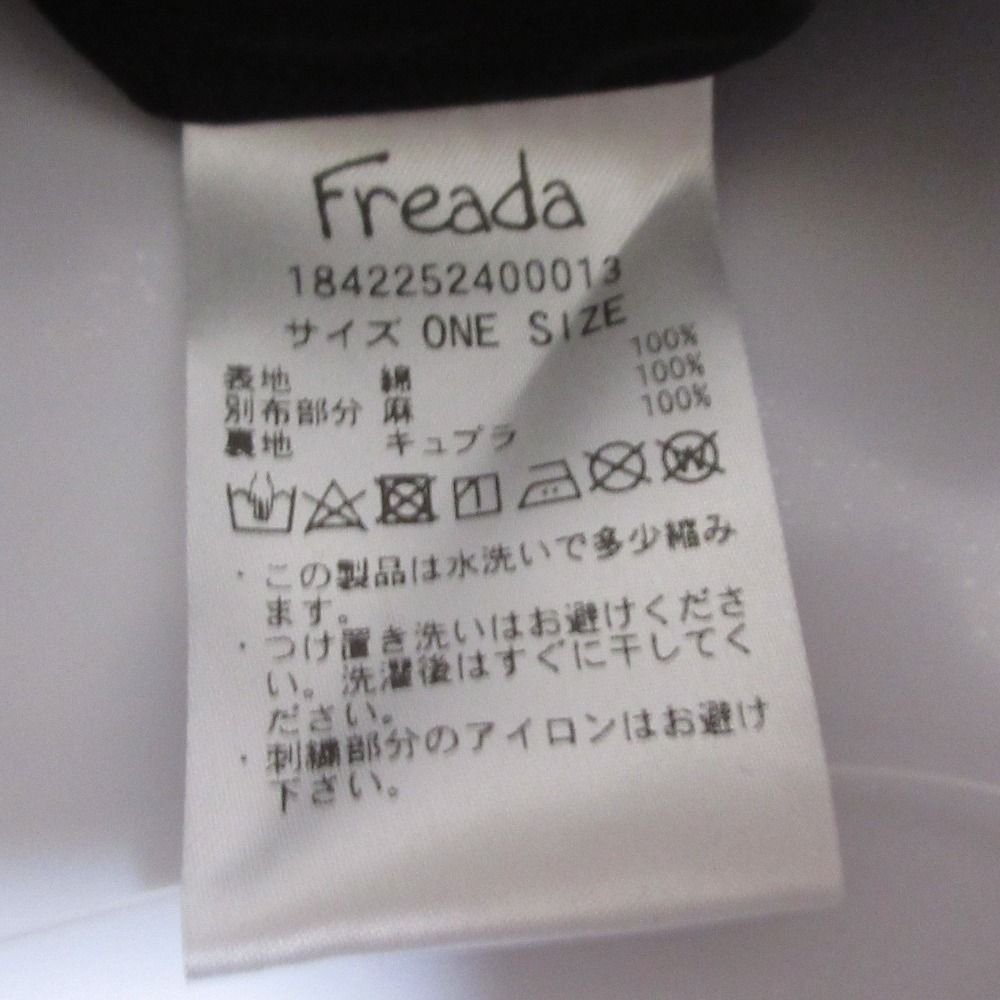 Freada
1842252400013
サイズ ONE SIZE
表地 綿 100%
別布部分 麻 100%
裏地 キュプラ 100%
W
・この製品は水洗いで多少縮み
ます。
・つけ置き洗いはお避けくださ
い。洗濯後はすぐに干してく
ださい。
・刺繍部分のアイロンはお避け
下さい。